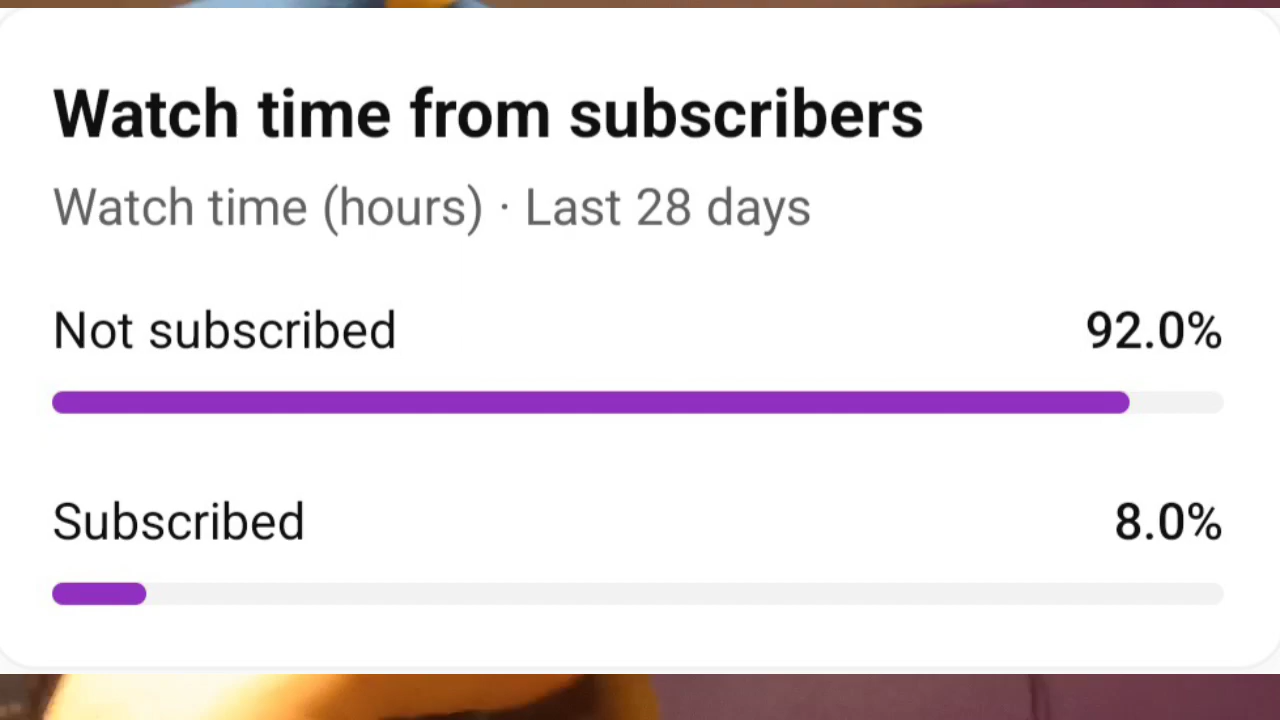 Watch time from subscribers
Watch time (hours) · Last 28 days
Not subscribed 92.0%
Subscribed 8.0%